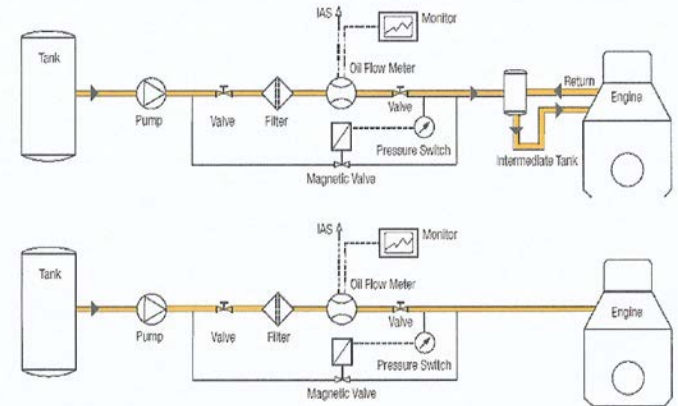 IAS
Monitor
Tank
Oil Flow Meter
Return
Engine
Pump
Valve
Filter
Valve
Pressure Switch
Intermediate Tank
Magnetic Valve
IAS
Monitor
Tank
Oil Flow Meter
Engine
Pump
Valve
Filter
Valve
Pressure Switch
Magnetic Valve